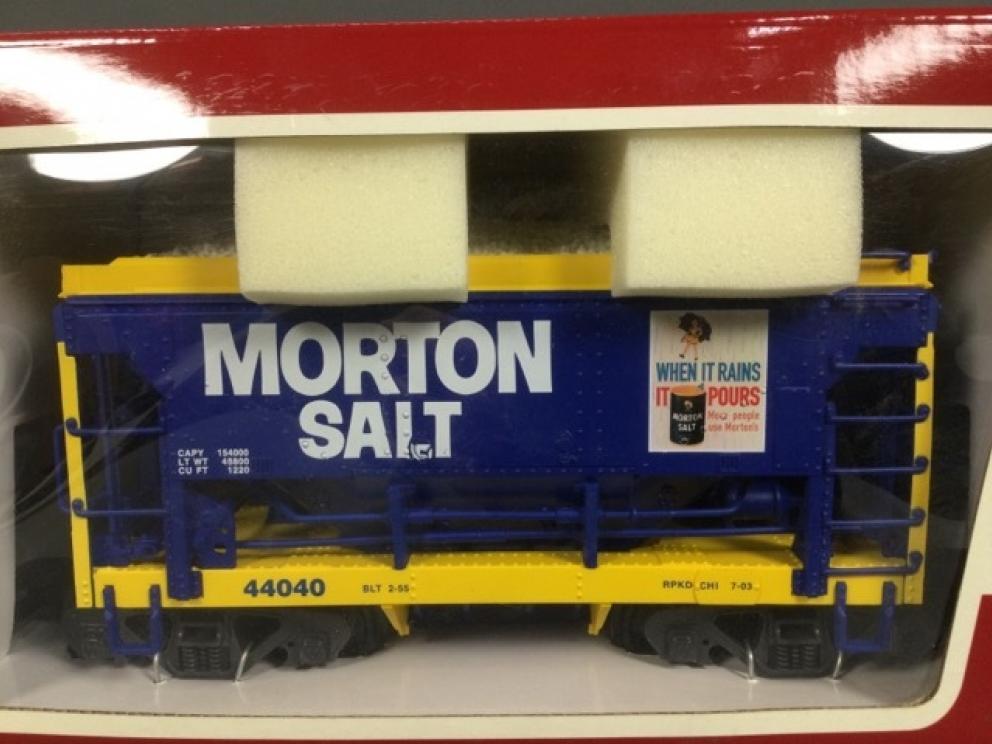 MORTON
SALT
WHEN IT RAINS
IT POURS
MORTON
SALT
Most people
use Morton's
CAPY 154000
LT WT 48800
CU FT 1220
44040 BLT 2-55 RPKD CHI 7-03